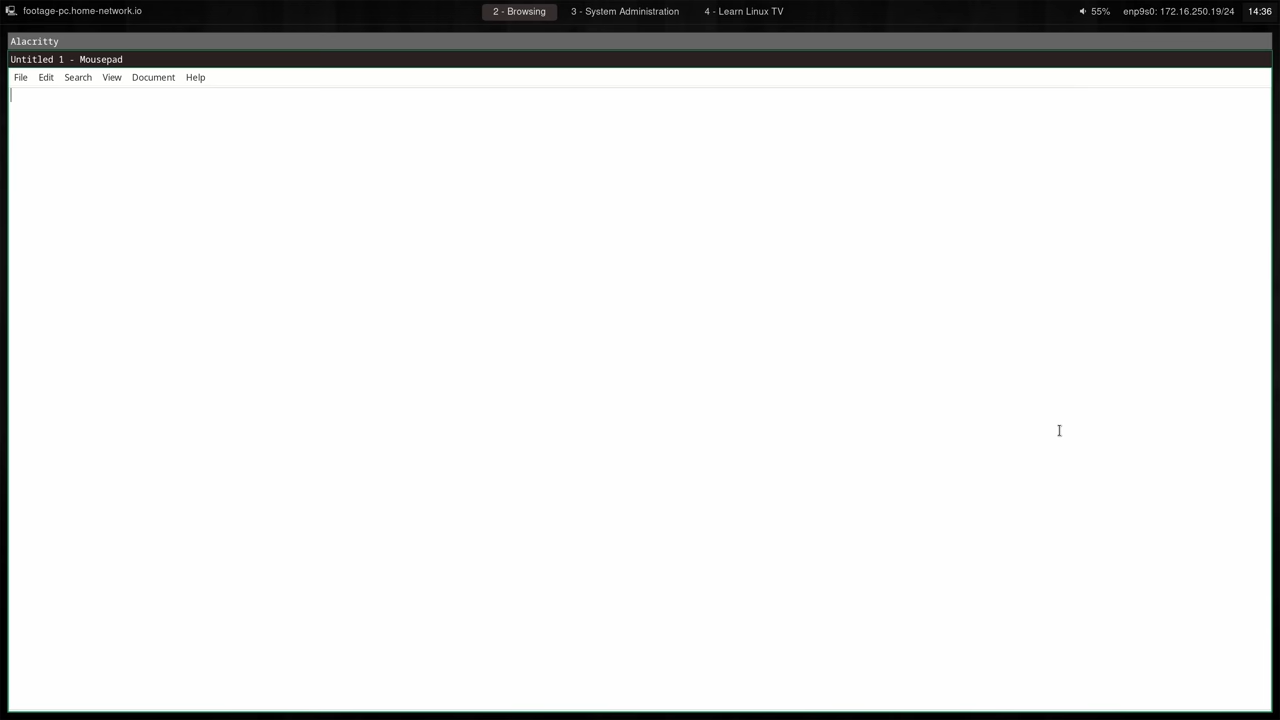 footage-pc.home-network.io 2 - Browsing 3 - System Administration 4 - Learn Linux TV 55% enp9s0: 172.16.250.19/24 14:36
Alacritty
Untitled 1 - Mousepad
File Edit Search View Document Help